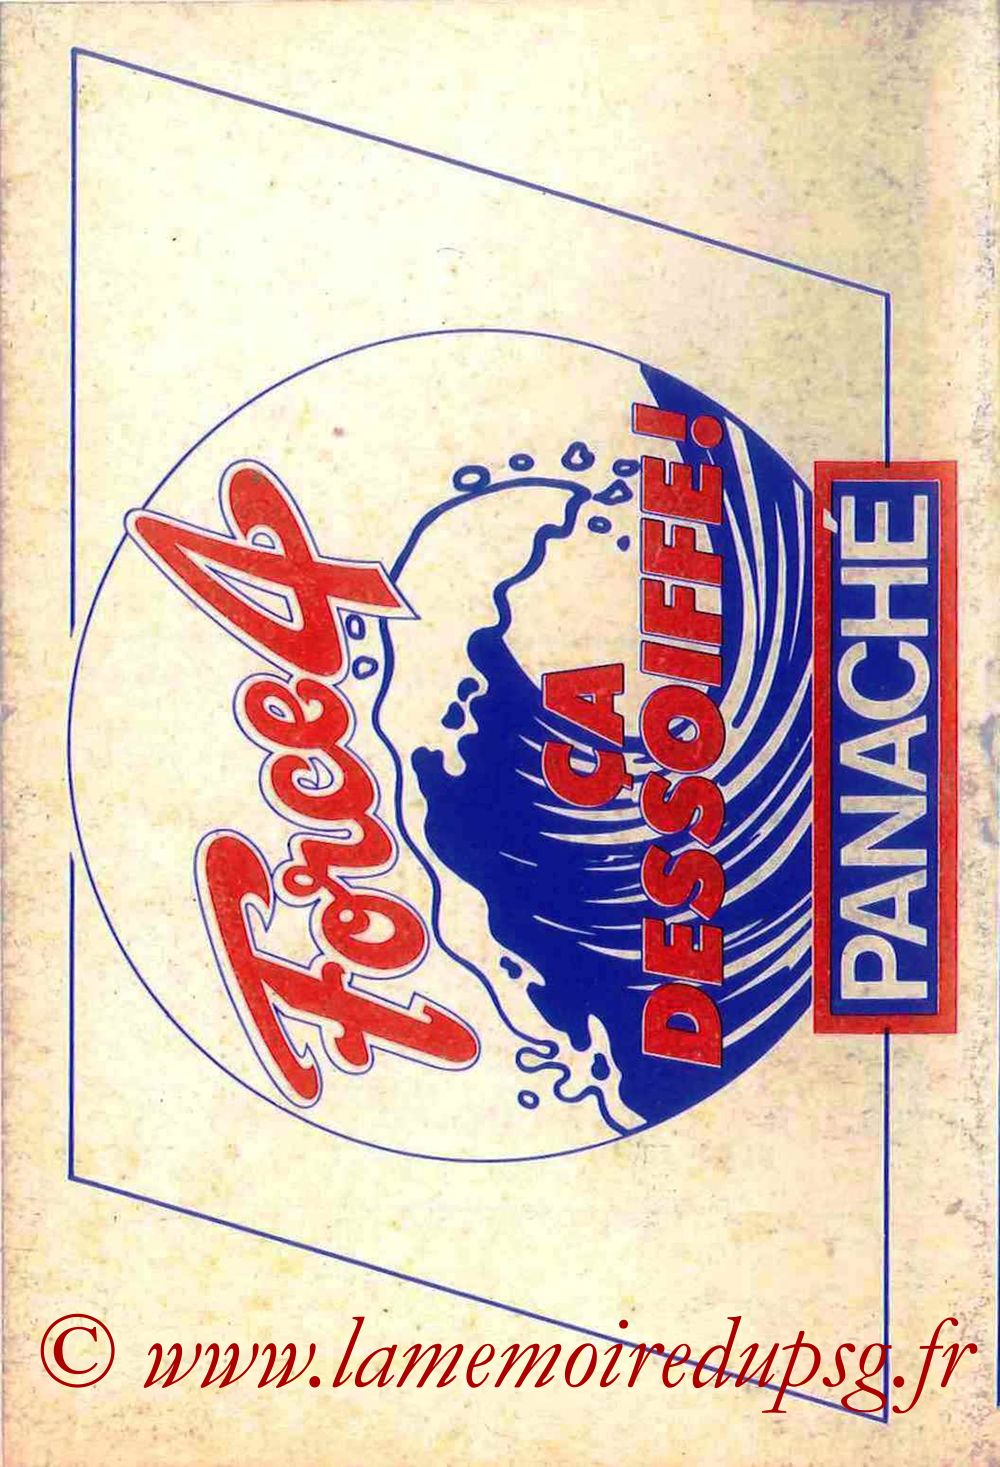 Force 4
ÇA
DESSOIFFE!
PANACHÉ
© www.lamemoiredupsg.fr